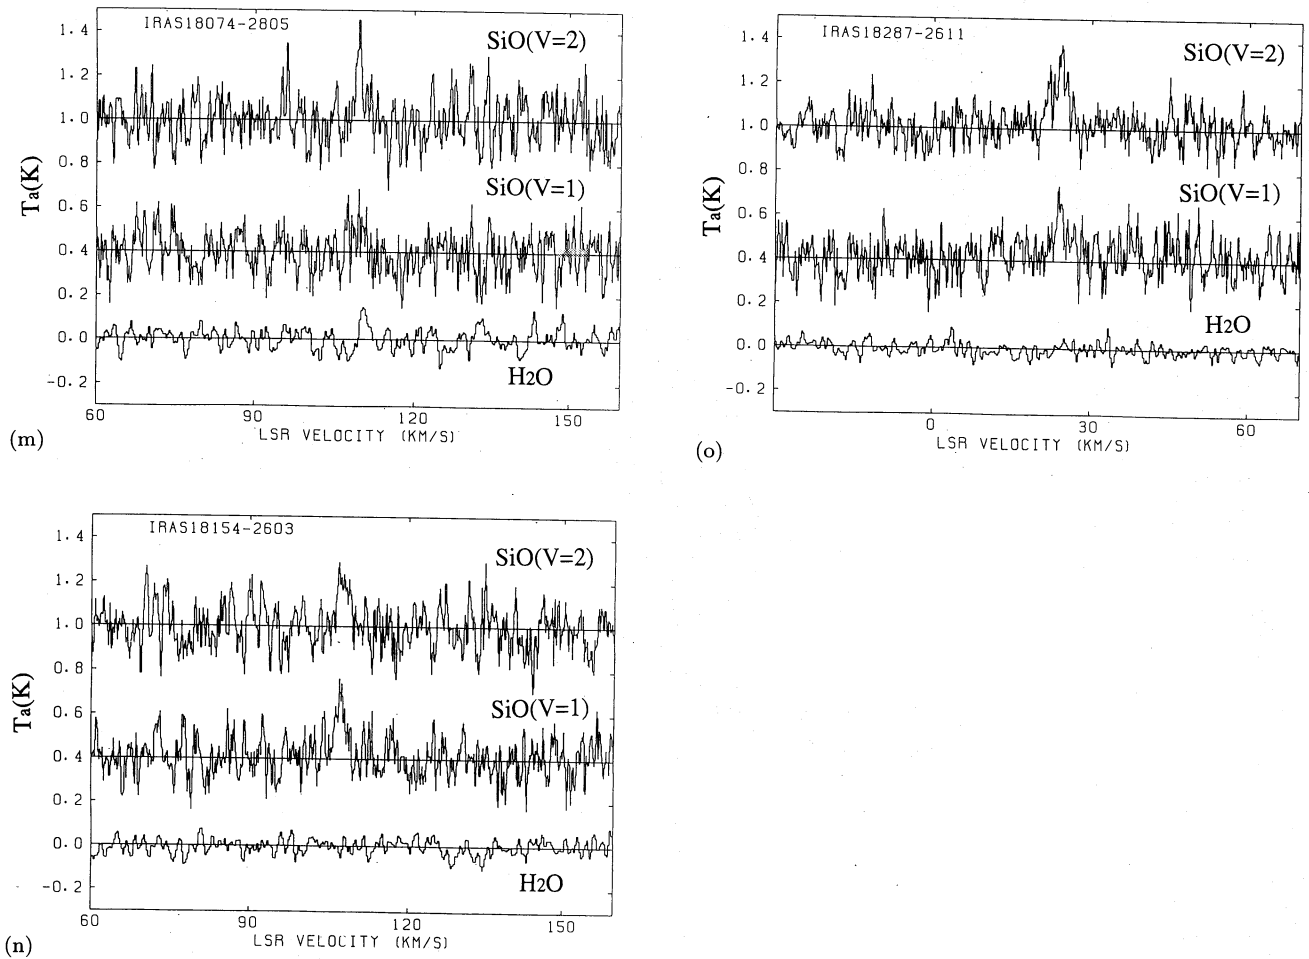 IRAS18074-2805
1.4
1.2
1.0
0.8
0.6
0.4
0.2
0.0
-0.2
Ta(K)
SiO(V=2)
SiO(V=1)
H2O
60
90
120
150
LSR VELOCITY (KM/S)
(m)
IRAS18287-2611
1.4
1.2
1.0
0.8
0.6
0.4
0.2
0.0
-0.2
Ta(K)
SiO(V=2)
SiO(V=1)
H2O
0
30
60
LSR VELOCITY (KM/S)
(o)
IRAS18154-2603
1.4
1.2
1.0
0.8
0.6
0.4
0.2
0.0
-0.2
Ta(K)
SiO(V=2)
SiO(V=1)
H2O
60
90
120
150
LSR VELOCITY (KM/S)
(n)